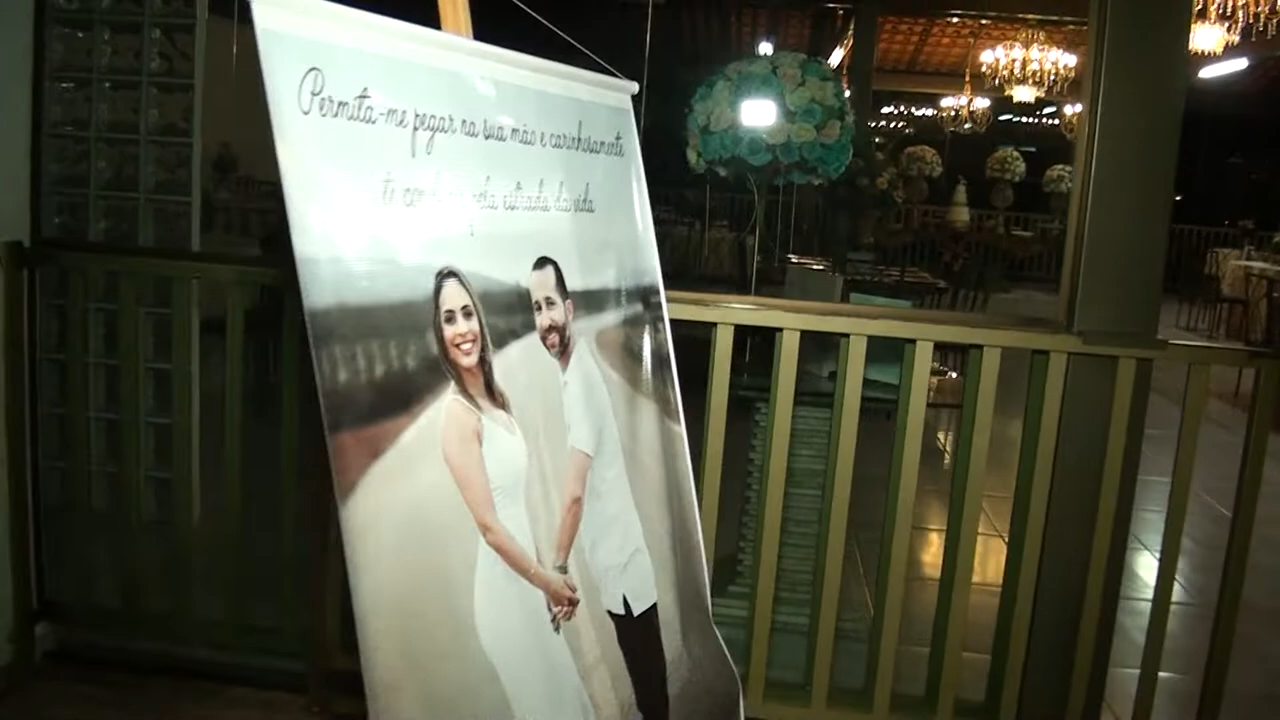 Permita-me pegar na sua mão e carinhosamente
te pela estrada da vida